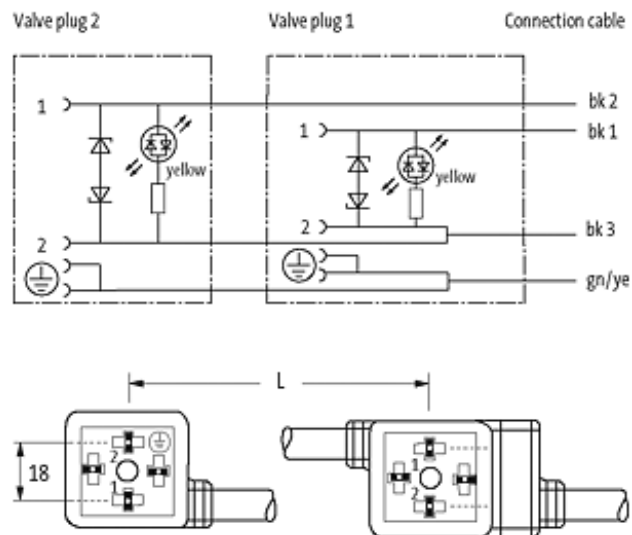 Valve plug 2 Valve plug 1 Connection cable
1 bk 2
1 bk 1
yellow yellow
2 bk 3
2
gn/ye
L
18 2 1
1 2